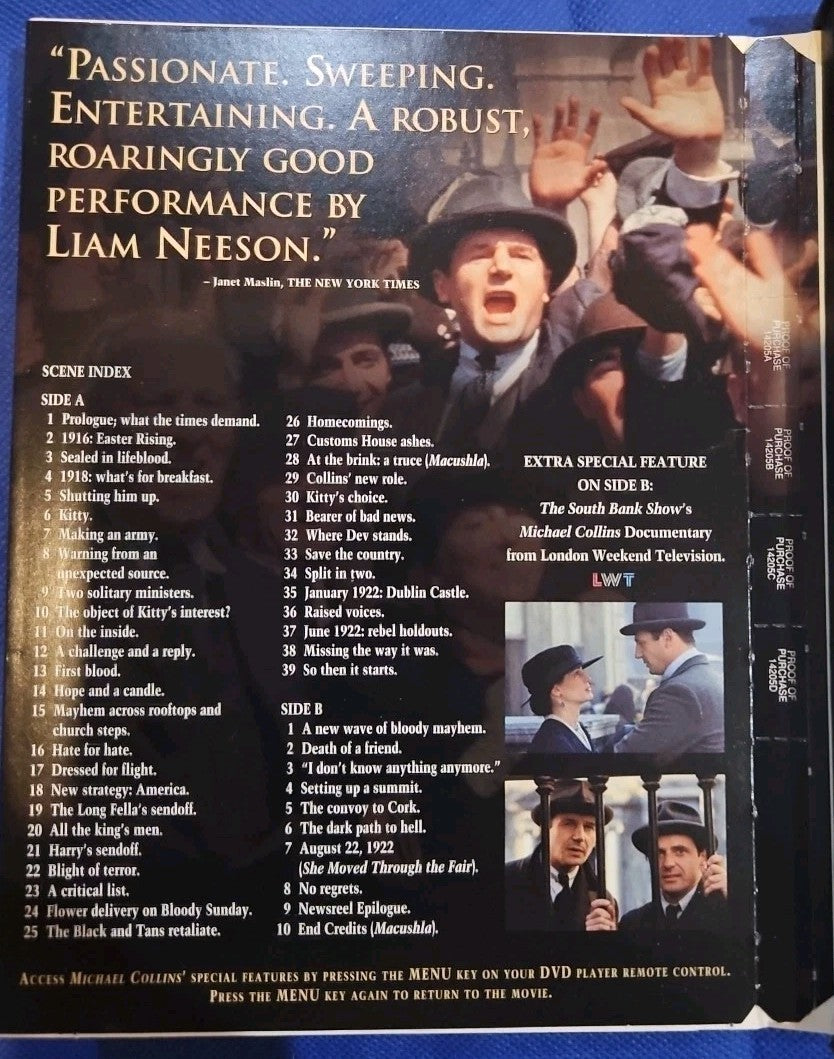 “PASSIONATE. SWEEPING.
ENTERTAINING. A ROBUST,
ROARINGLY GOOD
PERFORMANCE BY
LIAM NEESON.”
– Janet Maslin, THE NEW YORK TIMES
SCENE INDEX
SIDE A
1 Prologue; what the times demand.
2 1916: Easter Rising.
3 Sealed in lifeblood.
4 1918: what's for breakfast.
5 Shutting him up.
6 Kitty.
7 Making an army.
8 Warning from an
unexpected source.
9 Two solitary ministers.
10 The object of Kitty's interest?
11 On the inside.
12 A challenge and a reply.
13 First blood.
14 Hope and a candle.
15 Mayhem across rooftops and
church steps.
16 Hate for hate.
17 Dressed for flight.
18 New strategy: America.
19 The Long Fella's sendoff.
20 All the king's men.
21 Harry's sendoff.
22 Blight of terror.
23 A critical list.
24 Flower delivery on Bloody Sunday.
25 The Black and Tans retaliate.
26 Homecomings.
27 Customs House ashes.
28 At the brink: a truce (Macushla).
29 Collins' new role.
30 Kitty's choice.
31 Bearer of bad news.
32 Where Dev stands.
33 Save the country.
34 Split in two.
35 January 1922: Dublin Castle.
36 Raised voices.
37 June 1922: rebel holdouts.
38 Missing the way it was.
39 So then it starts.
SIDE B
1 A new wave of bloody mayhem.
2 Death of a friend.
3 “I don't know anything anymore.”
4 Setting up a summit.
5 The convoy to Cork.
6 The dark path to hell.
7 August 22, 1922
(She Moved Through the Fair).
8 No regrets.
9 Newsreel Epilogue.
10 End Credits (Macushla).
EXTRA SPECIAL FEATURE
ON SIDE B:
The South Bank Show's
Michael Collins Documentary
from London Weekend Television.
LWT
ACCESS MICHAEL COLLINS' SPECIAL FEATURES BY PRESSING THE MENU KEY ON YOUR DVD PLAYER REMOTE CONTROL.
PRESS THE MENU KEY AGAIN TO RETURN TO THE MOVIE.
PROOF OF
PURCHASE
14205A
PROOF OF
PURCHASE
14205B
PROOF OF
PURCHASE
14205C
PROOF OF
PURCHASE
14205D